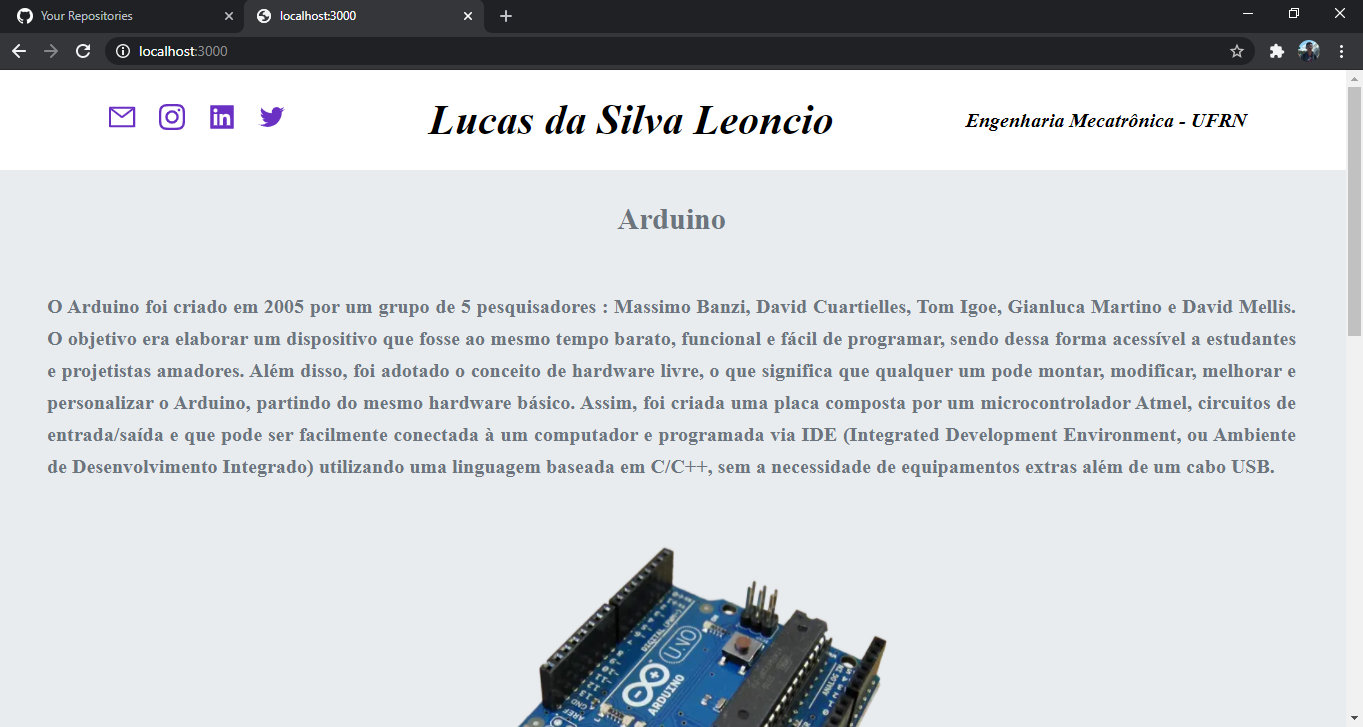 Your Repositories
localhost:3000
localhost:3000
Lucas da Silva Leoncio
Engenharia Mecatrônica - UFRN
Arduino
O Arduino foi criado em 2005 por um grupo de 5 pesquisadores : Massimo Banzi, David Cuartielles, Tom Igoe, Gianluca Martino e David Mellis.
O objetivo era elaborar um dispositivo que fosse ao mesmo tempo barato, funcional e fácil de programar, sendo dessa forma acessível a estudantes
e projetistas amadores. Além disso, foi adotado o conceito de hardware livre, o que significa que qualquer um pode montar, modificar, melhorar e
personalizar o Arduino, partindo do mesmo hardware básico. Assim, foi criada uma placa composta por um microcontrolador Atmel, circuitos de
entrada/saída e que pode ser facilmente conectada à um computador e programada via IDE (Integrated Development Environment, ou Ambiente
de Desenvolvimento Integrado) utilizando uma linguagem baseada em C/C++, sem a necessidade de equipamentos extras além de um cabo USB.
UNO
ARDUINO
ANALOG IN
AREF
GND